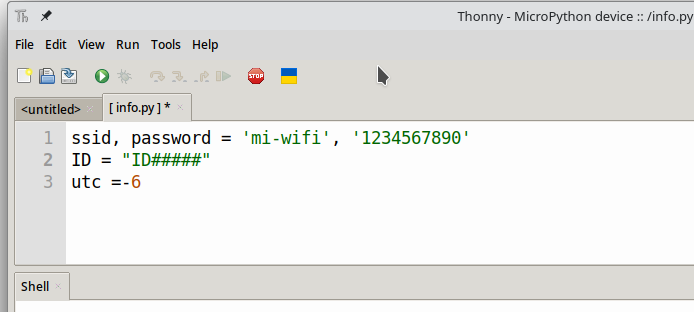 Th Thonny - MicroPython device :: /info.py
File Edit View Run Tools Help
STOP
<untitled> × [ info.py ] * ×
1 ssid, password = 'mi-wifi', '1234567890'
2 ID = "ID#####"
3 utc =-6
Shell ×